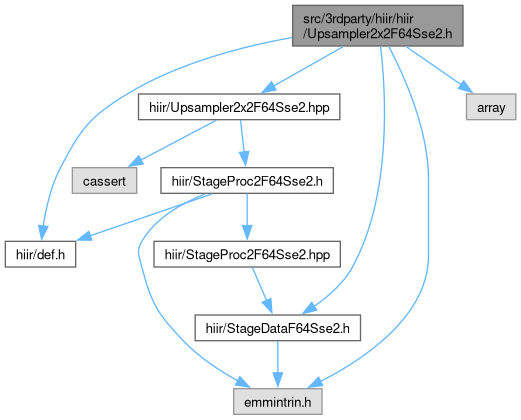 src/3rdparty/hiir/hiir
/Upsampler2x2F64Sse2.h
hiir/Upsampler2x2F64Sse2.hpp
array
cassert
hiir/StageProc2F64Sse2.h
hiir/def.h
hiir/StageProc2F64Sse2.hpp
hiir/StageDataF64Sse2.h
emmintrin.h